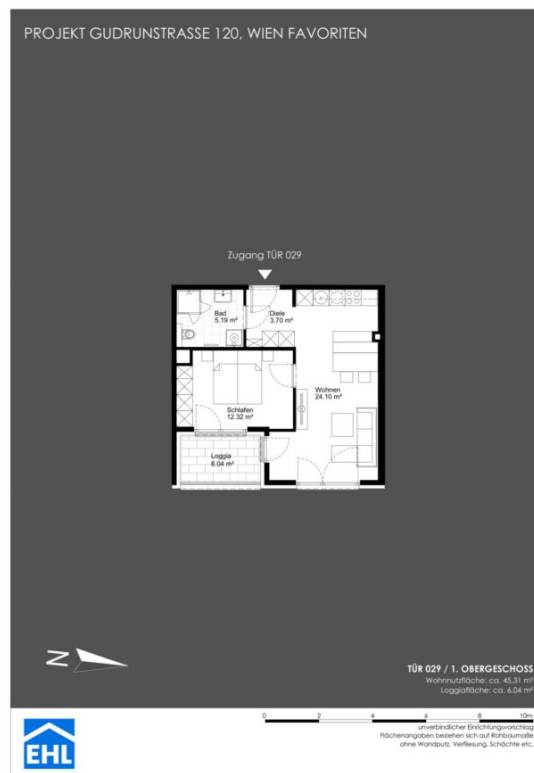 PROJEKT GUDRUNSTRASSE 120, WIEN FAVORITEN
Zugang TÜR 029
Bad
5.19 m²
Diele
3.70 m²
Wohnen
24.10 m²
Schlafen
12.32 m²
Loggia
6.04 m²
N
TÜR 029 / 1. OBERGESCHOSS
Wohnnutzfläche: ca. 45.31 m²
Loggiafläche: ca. 6.04 m²
0 2 4 6 8 10m
unverbindlicher Einrichtungsvorschlag
Flächenangaben beziehen sich auf Rohbaumaße
ohne Wandputz, Verfliesung, Schächte etc.
EHL